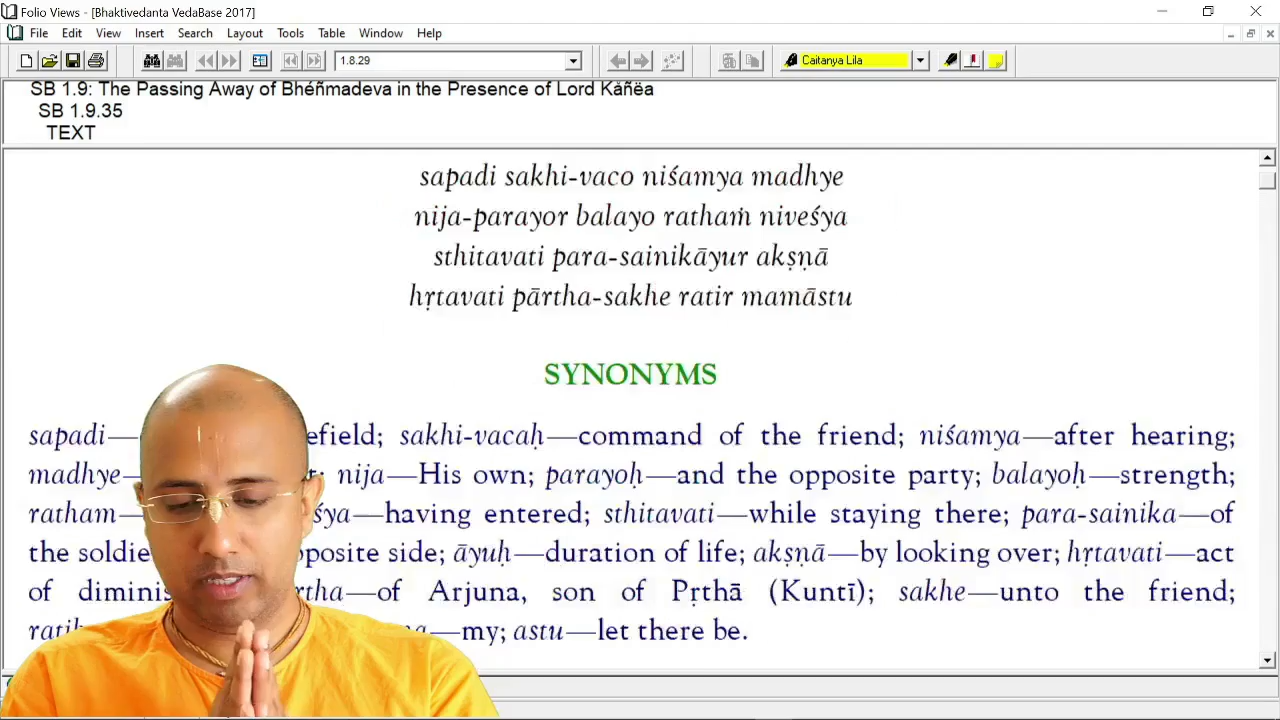 Folio Views - [Bhaktivedanta VedaBase 2017]
File Edit View Insert Search Layout Tools Table Window Help
1.8.29 Caitanya Lila
SB 1.9: The Passing Away of Bhéñmadeva in the Presence of Lord Kåñëa
SB 1.9.35
TEXT
sapadi sakhi-vaco niśamya madhye
nija-parayor balayo rathaṁ niveśya
sthitavati para-sainikāyur akṣṇā
hṛtavati pārtha-sakhe ratir mamāstu
SYNONYMS
sapadi— efield; sakhi-vacaḥ—command of the friend; niśamya—after hearing;
madhye— t; nija—His own; parayoḥ—and the opposite party; balayoḥ—strength;
ratham— śya—having entered; sthitavati—while staying there; para-sainika—of
the soldie pposite side; āyuḥ—duration of life; akṣṇā—by looking over; hṛtavati—act
of diminis rtha—of Arjuna, son of Pṛthā (Kuntī); sakhe—unto the friend;
ratiḥ —my; astu—let there be.